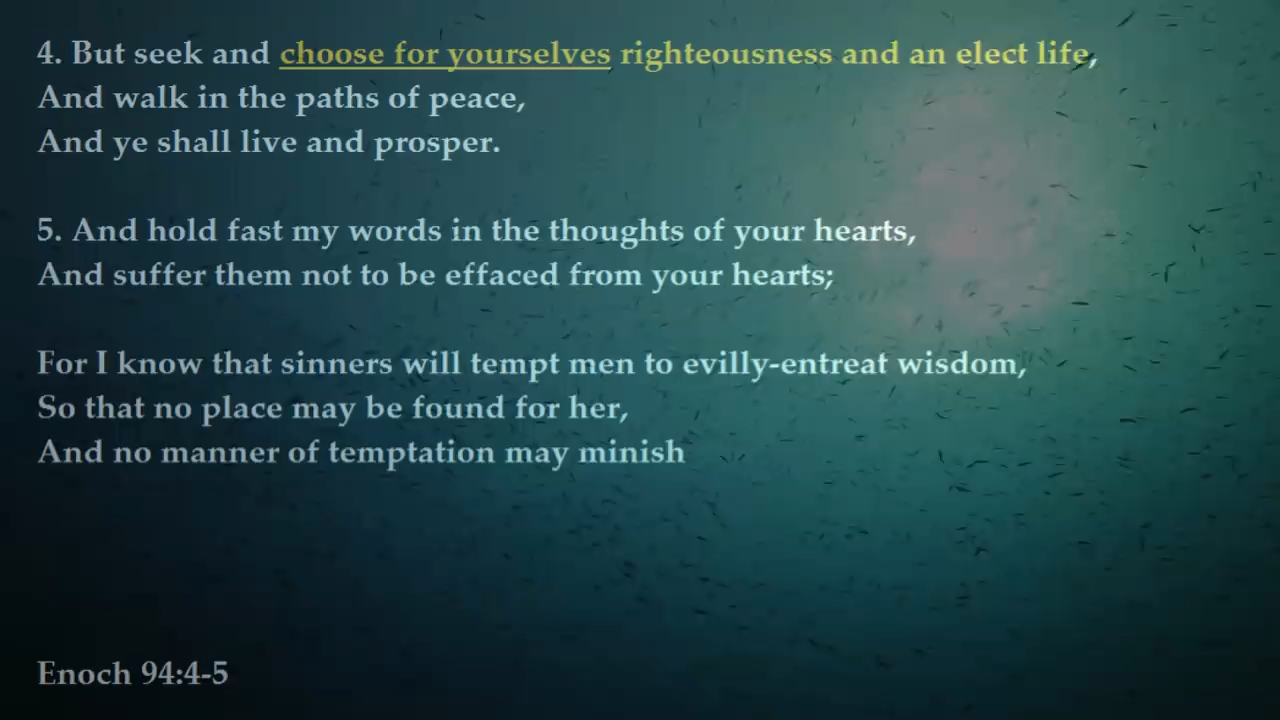 4. But seek and choose for yourselves righteousness and an elect life,
And walk in the paths of peace,
And ye shall live and prosper.
5. And hold fast my words in the thoughts of your hearts,
And suffer them not to be effaced from your hearts;
For I know that sinners will tempt men to evilly-entreat wisdom,
So that no place may be found for her,
And no manner of temptation may minish
Enoch 94:4-5